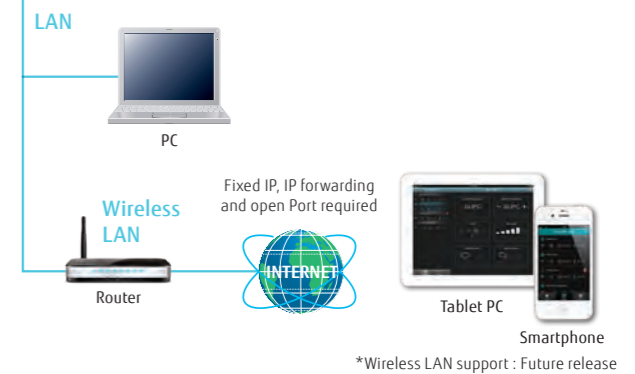 LAN
PC
Fixed IP, IP forwarding
and open Port required
Wireless
LAN
INTERNET
Router
Tablet PC
Smartphone
*Wireless LAN support : Future release